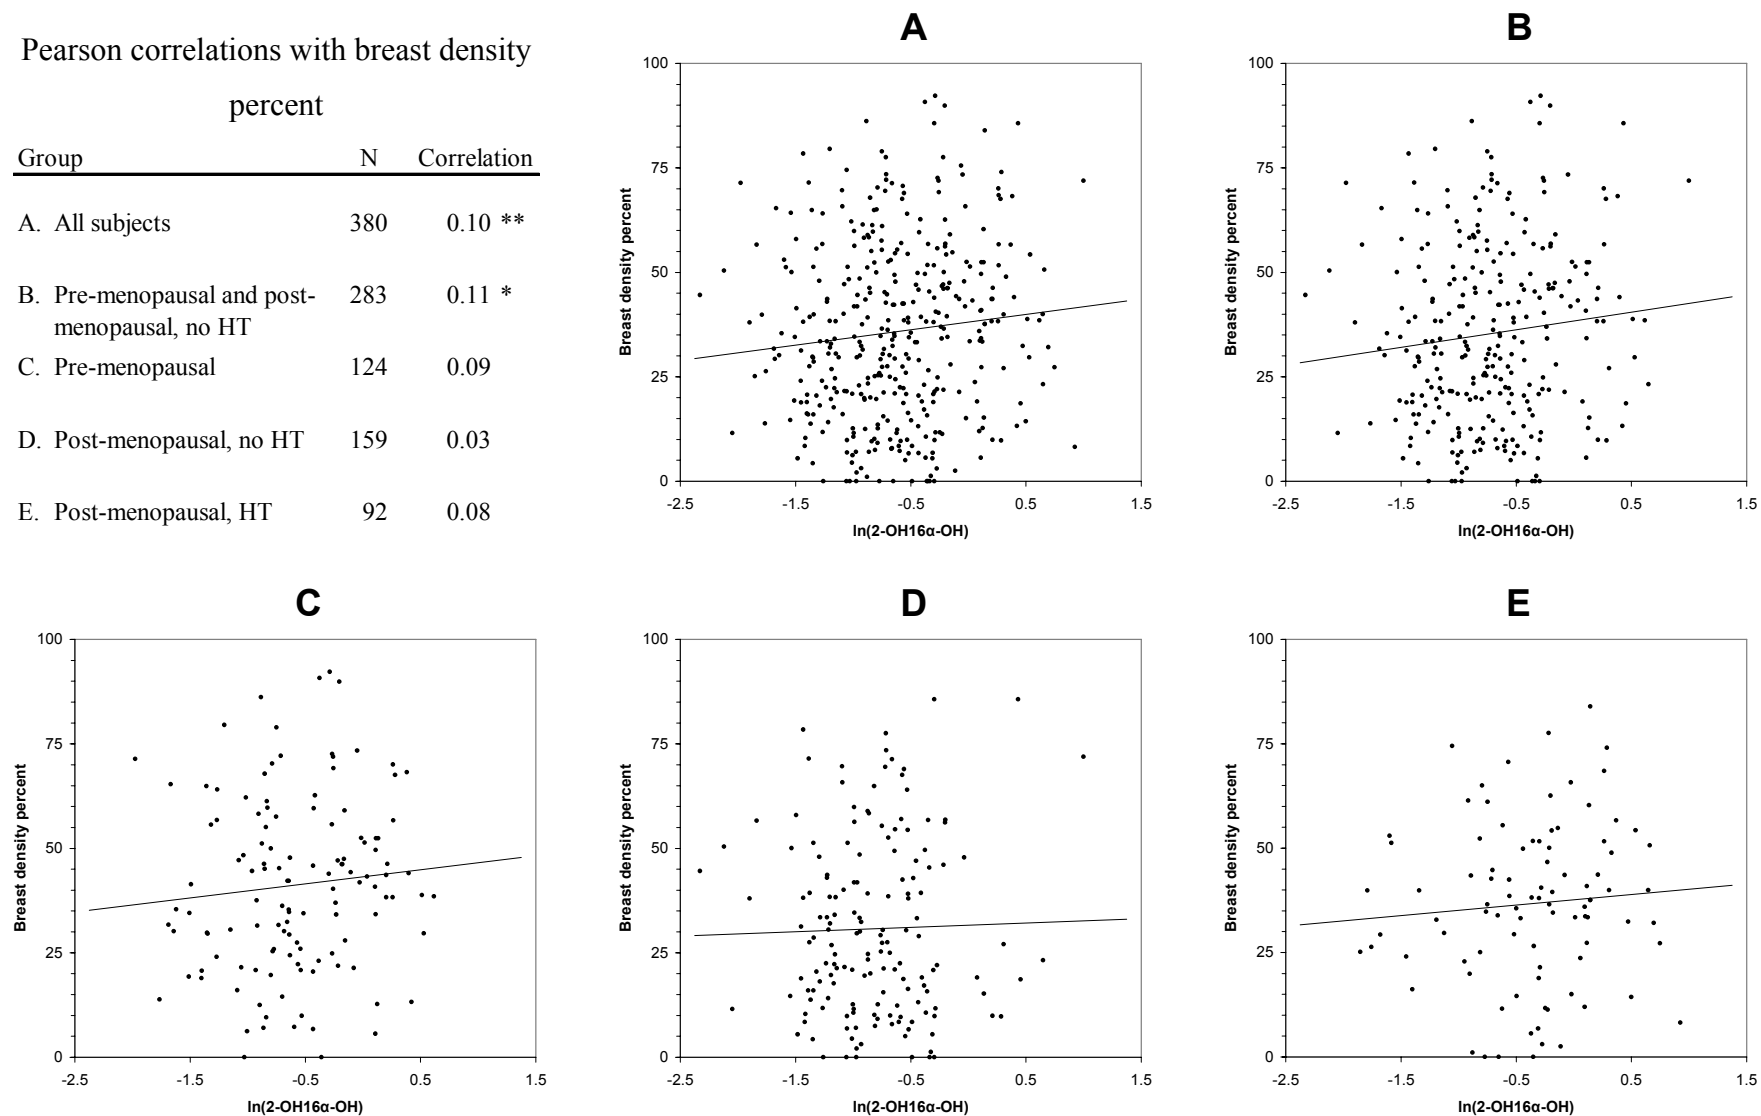 Pearson correlations with breast density
percent
Group N Correlation
A. All subjects 380 0.10 **
B. Pre-menopausal and post- 283 0.11 *
menopausal, no HT
C. Pre-menopausal 124 0.09
D. Post-menopausal, no HT 159 0.03
E. Post-menopausal, HT 92 0.08
A
Breast density percent
100
75
50
25
0
-2.5 -1.5 -0.5 0.5 1.5
ln(2-OH16α-OH)
B
Breast density percent
100
75
50
25
0
-2.5 -1.5 -0.5 0.5 1.5
ln(2-OH16α-OH)
C
Breast density percent
100
75
50
25
0
-2.5 -1.5 -0.5 0.5 1.5
ln(2-OH16α-OH)
D
Breast density percent
100
75
50
25
0
-2.5 -1.5 -0.5 0.5 1.5
ln(2-OH16α-OH)
E
Breast density percent
100
75
50
25
0
-2.5 -1.5 -0.5 0.5 1.5
ln(2-OH16α-OH)